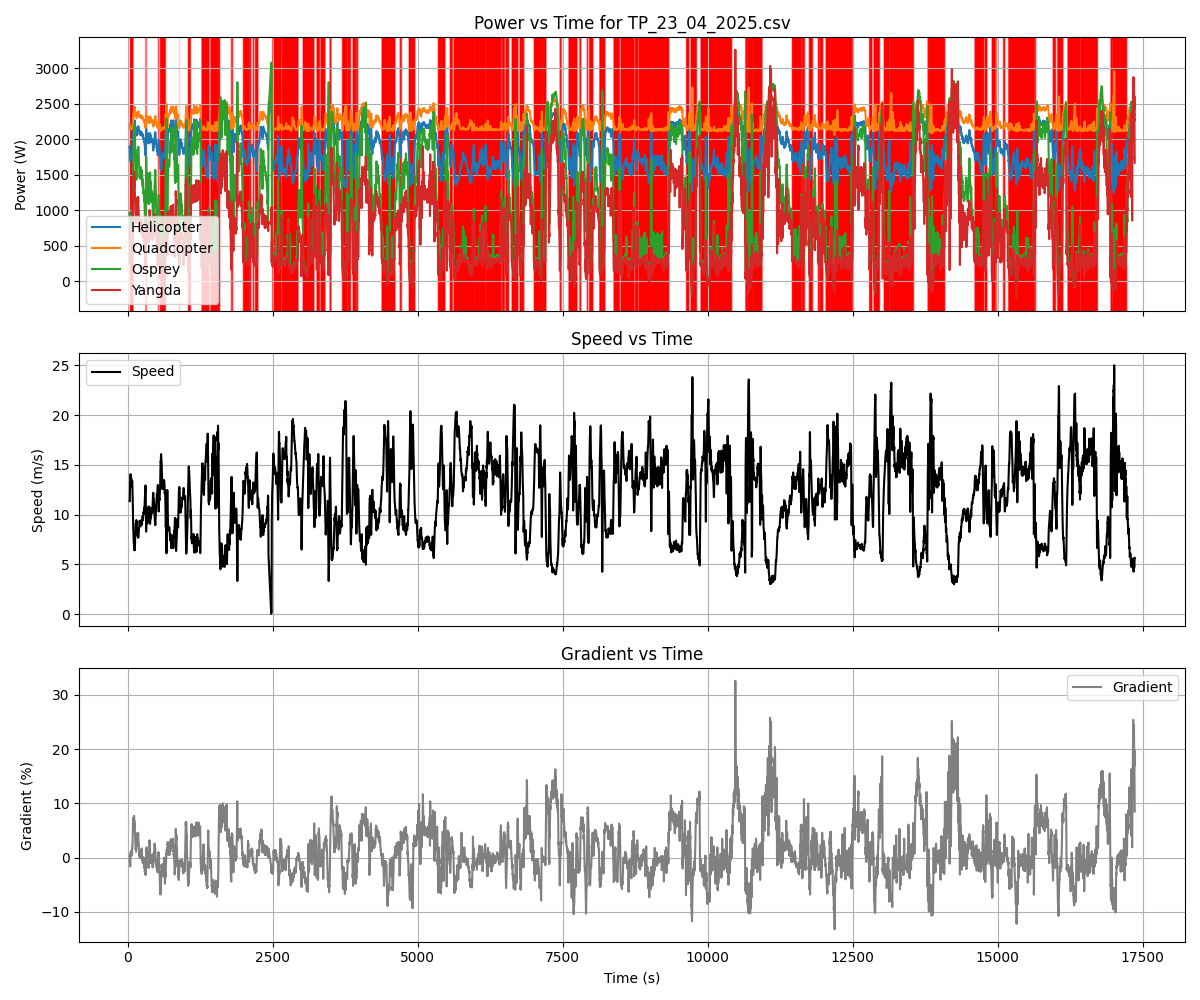 Power vs Time for TP_23_04_2025.csv
Power (W)
3000
2500
2000
1500
1000
500
0
Helicopter
Quadcopter
Osprey
Yangda
Speed vs Time
Speed (m/s)
25
20
15
10
5
0
Speed
Gradient vs Time
Gradient (%)
30
20
10
0
−10
Gradient
0
2500
5000
7500
10000
12500
15000
17500
Time (s)